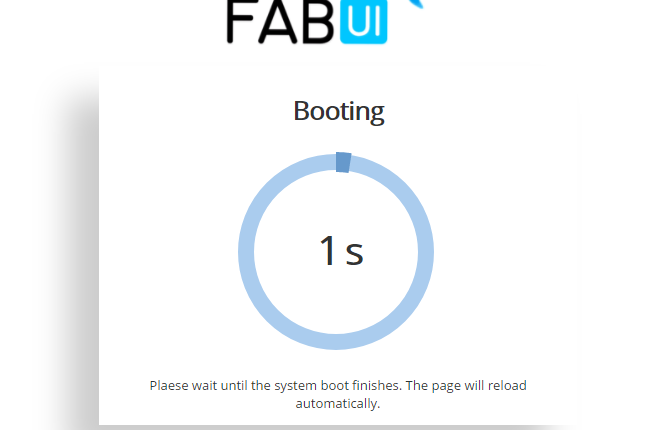 FABUI
Booting
1 s
Plaese wait until the system boot finishes. The page will reload
automatically.